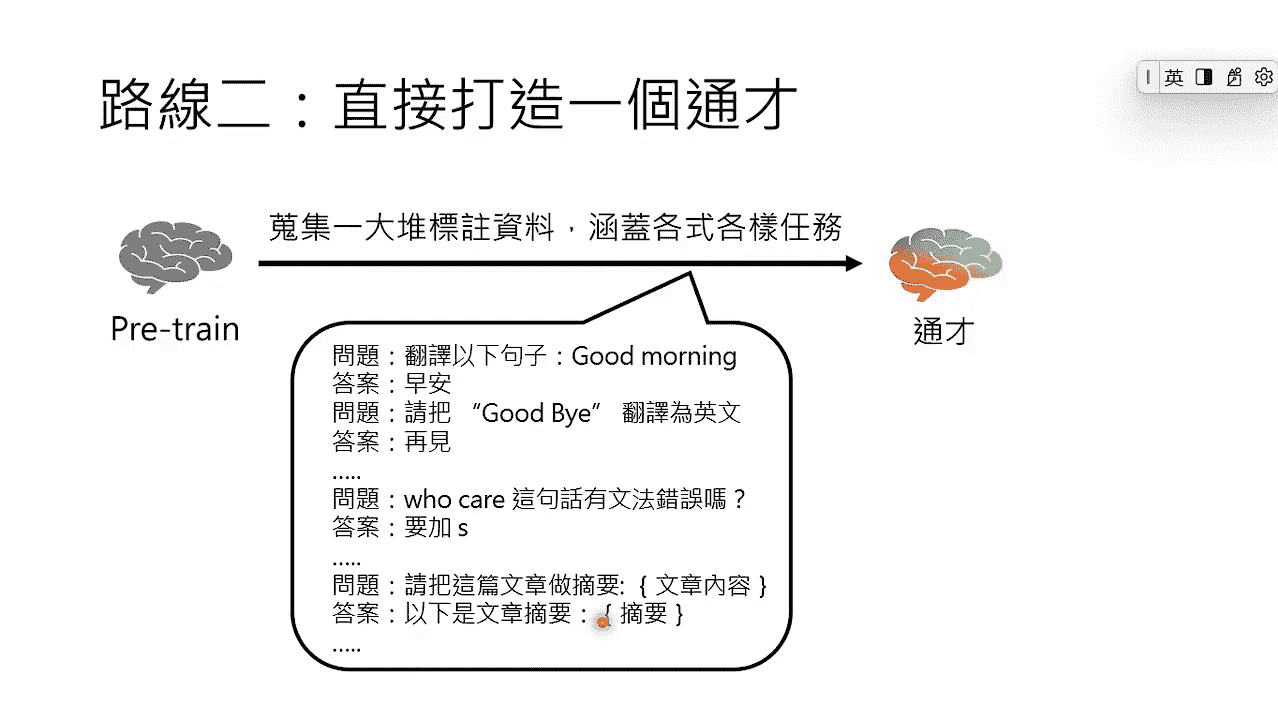 路線二：直接打造一個通才
英
蒐集一大堆標註資料，涵蓋各式各樣任務
Pre-train
通才
問題：翻譯以下句子：Good morning
答案：早安
問題：請把 “Good Bye” 翻譯為英文
答案：再見
.....
問題：who care 這句話有文法錯誤嗎？
答案：要加 s
.....
問題：請把這篇文章做摘要: { 文章內容 }
答案：以下是文章摘要：{ 摘要 }
.....